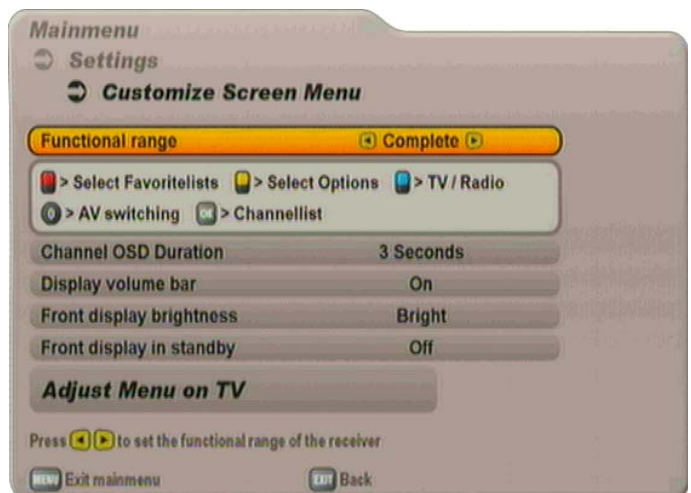 Mainmenu
Settings
Customize Screen Menu
Functional range Complete
> Select Favoritelists > Select Options > TV / Radio
0 > AV switching OK > Channellist
Channel OSD Duration 3 Seconds
Display volume bar On
Front display brightness Bright
Front display in standby Off
Adjust Menu on TV
Press to set the functional range of the receiver
MENU Exit mainmenu EXIT Back